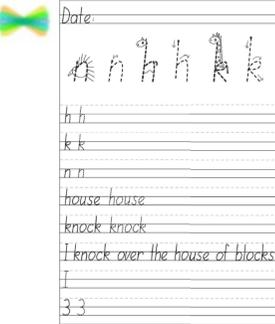 Date:
n n h h k k
h h
k k
n n
house house
knock knock
I knock over the house of blocks
I
3 3